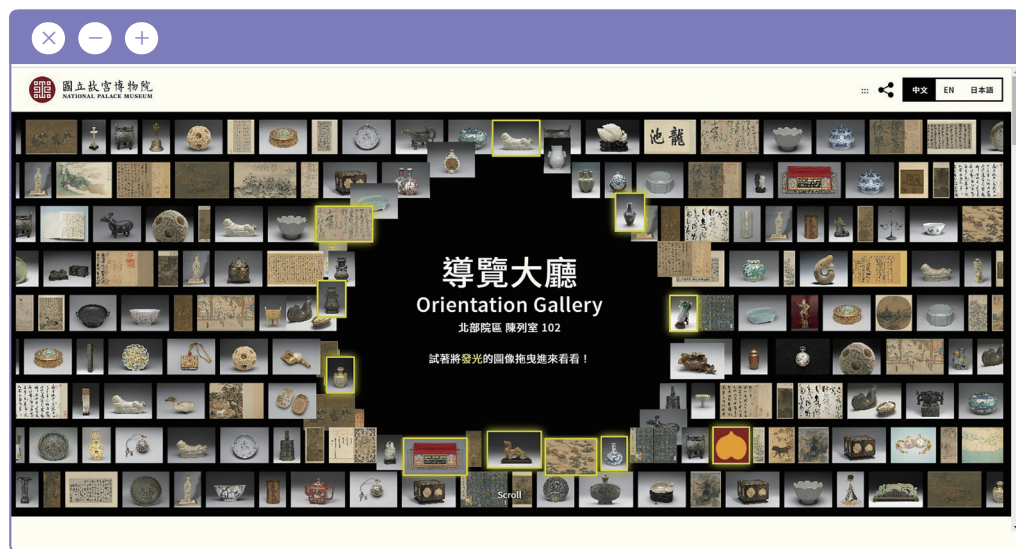 國立故宮博物院
NATIONAL PALACE MUSEUM
中文 EN 日本語
池龍
導覽大廳
Orientation Gallery
北部院區 陳列室 102
試著將發光的圖像拖曳進來看看！
Scroll